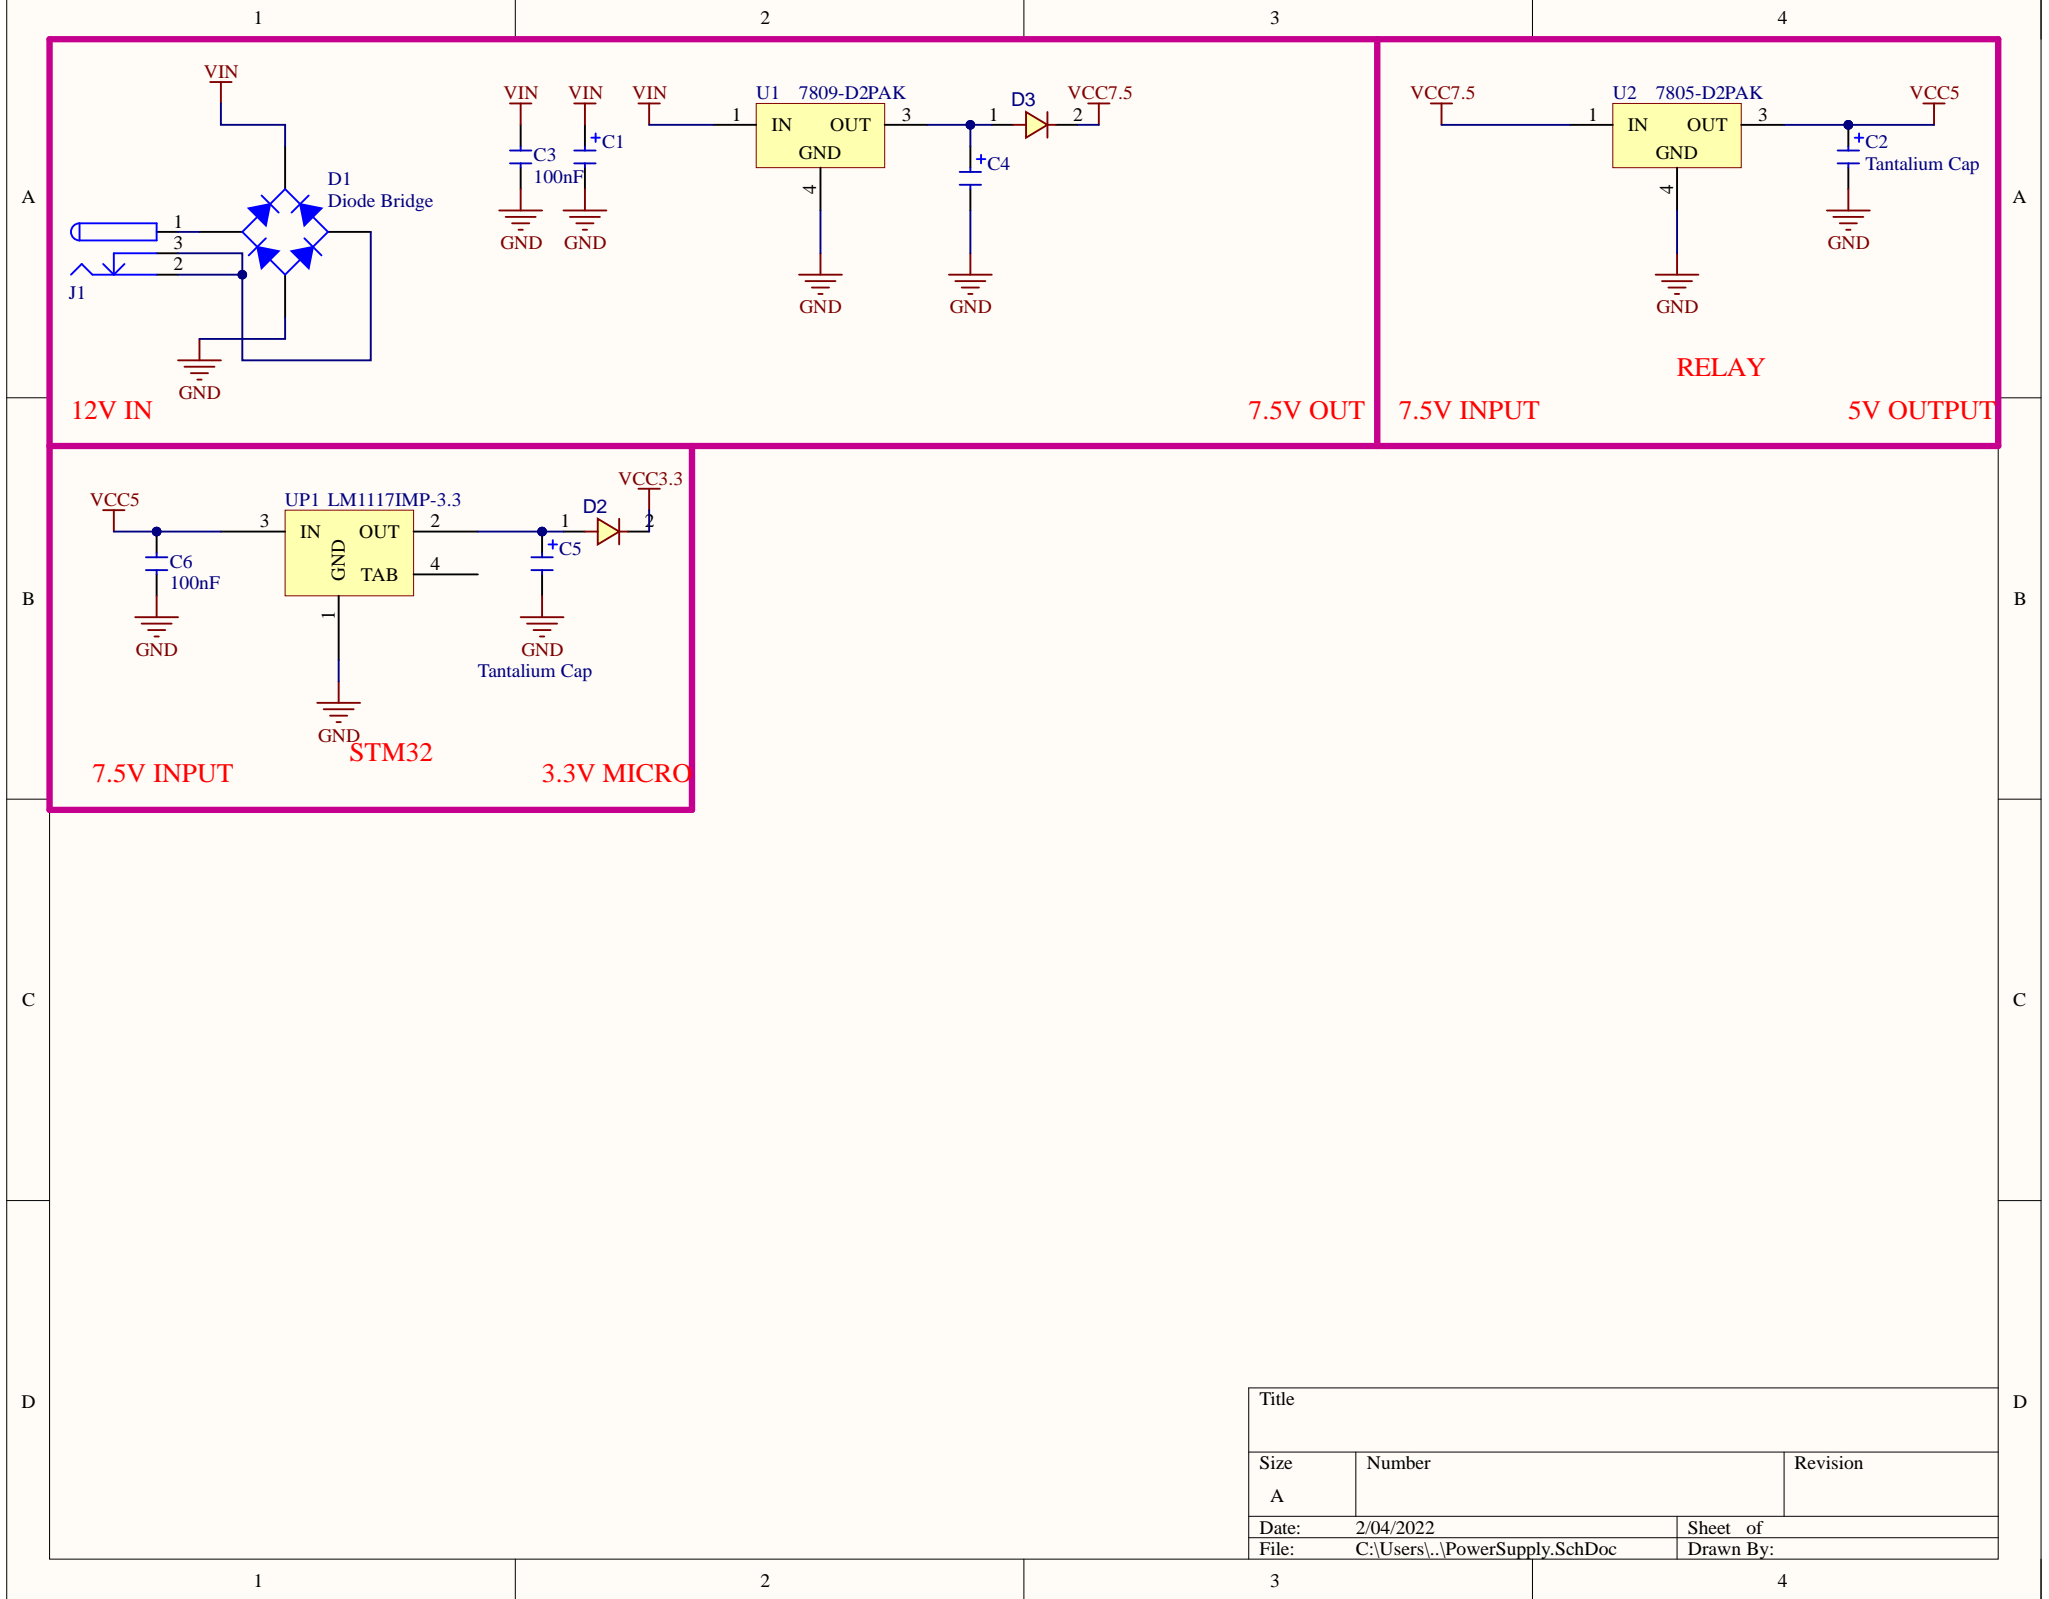 1 2 3 4
A A
B B
C C
D D
VIN
D1
Diode Bridge
1
3
2
J1
GND
12V IN
VIN VIN VIN
C3
100nF
+C1
GND GND
U1 7809-D2PAK
1 IN OUT 3
GND
4
GND
+C4
GND
1 D3 2
VCC7.5
7.5V OUT
VCC7.5
U2 7805-D2PAK
1 IN OUT 3
GND
4
GND
VCC5
+C2
Tantalium Cap
GND
RELAY
7.5V INPUT 5V OUTPUT
VCC5
C6
100nF
GND
UP1 LM1117IMP-3.3
3 IN OUT 2
GND
TAB 4
1
GND
1 D2 2
VCC3.3
+C5
GND
Tantalium Cap
STM32
7.5V INPUT 3.3V MICRO
Title
Size Number Revision
A
Date: 2/04/2022 Sheet of
File: C:\Users\..\PowerSupply.SchDoc Drawn By:
1 2 3 4